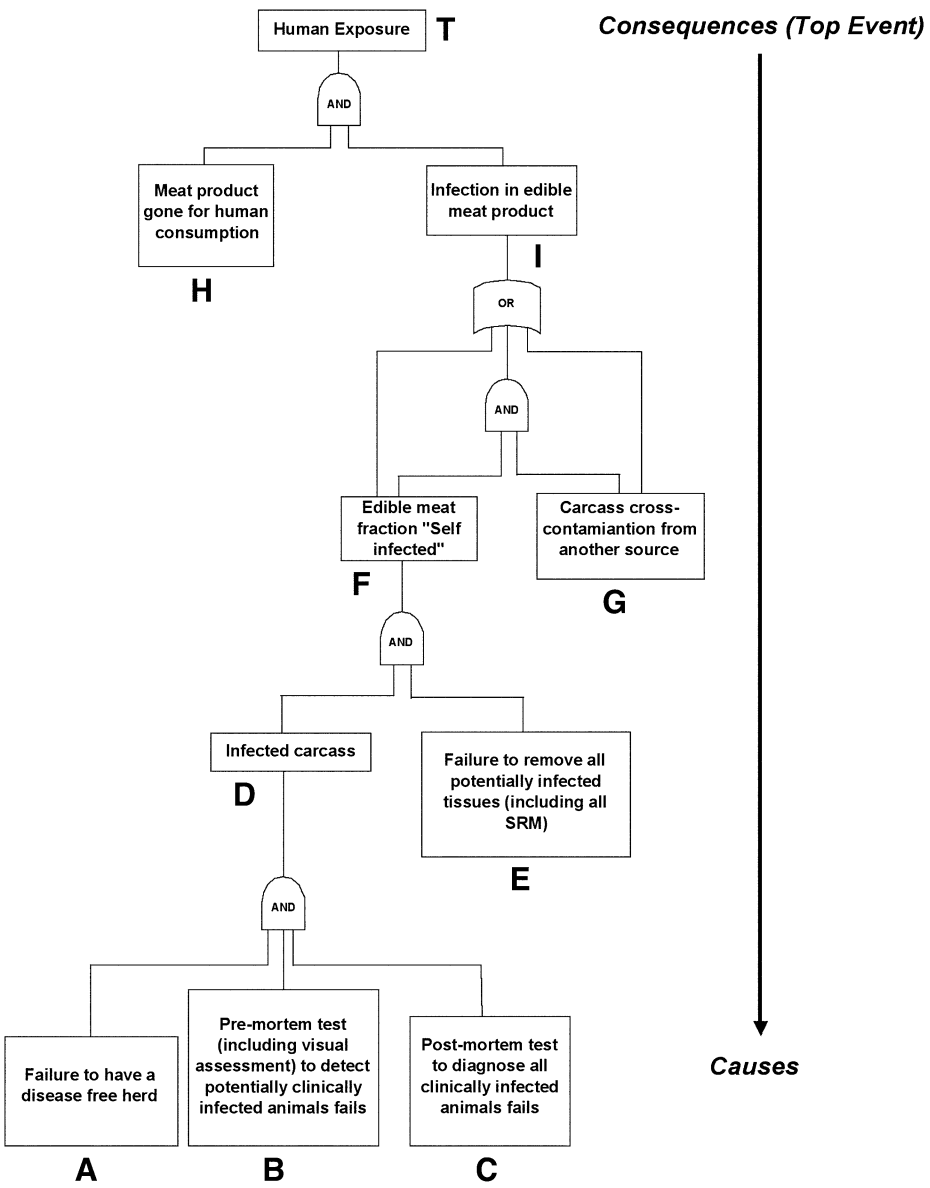 Human Exposure
T
Consequences (Top Event)
AND
Meat product
gone for human
consumption
H
Infection in edible
meat product
I
OR
AND
Edible meat
fraction "Self
infected"
F
Carcass cross-
contamiantion from
another source
G
AND
Infected carcass
D
Failure to remove all
potentially infected
tissues (including all
SRM)
E
AND
Failure to have a
disease free herd
A
Pre-mortem test
(including visual
assessment) to detect
potentially clinically
infected animals fails
B
Post-mortem test
to diagnose all
clinically infected
animals fails
C
Causes